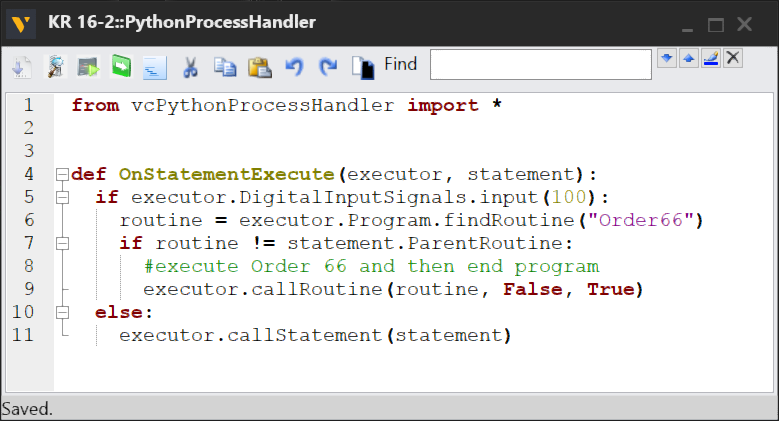 KR 16-2::PythonProcessHandler
Find
1 from vcPythonProcessHandler import *
2
3
4 def OnStatementExecute(executor, statement):
5 if executor.DigitalInputSignals.input(100):
6 routine = executor.Program.findRoutine("Order66")
7 if routine != statement.ParentRoutine:
8 #execute Order 66 and then end program
9 executor.callRoutine(routine, False, True)
10 else:
11 executor.callStatement(statement)
Saved.